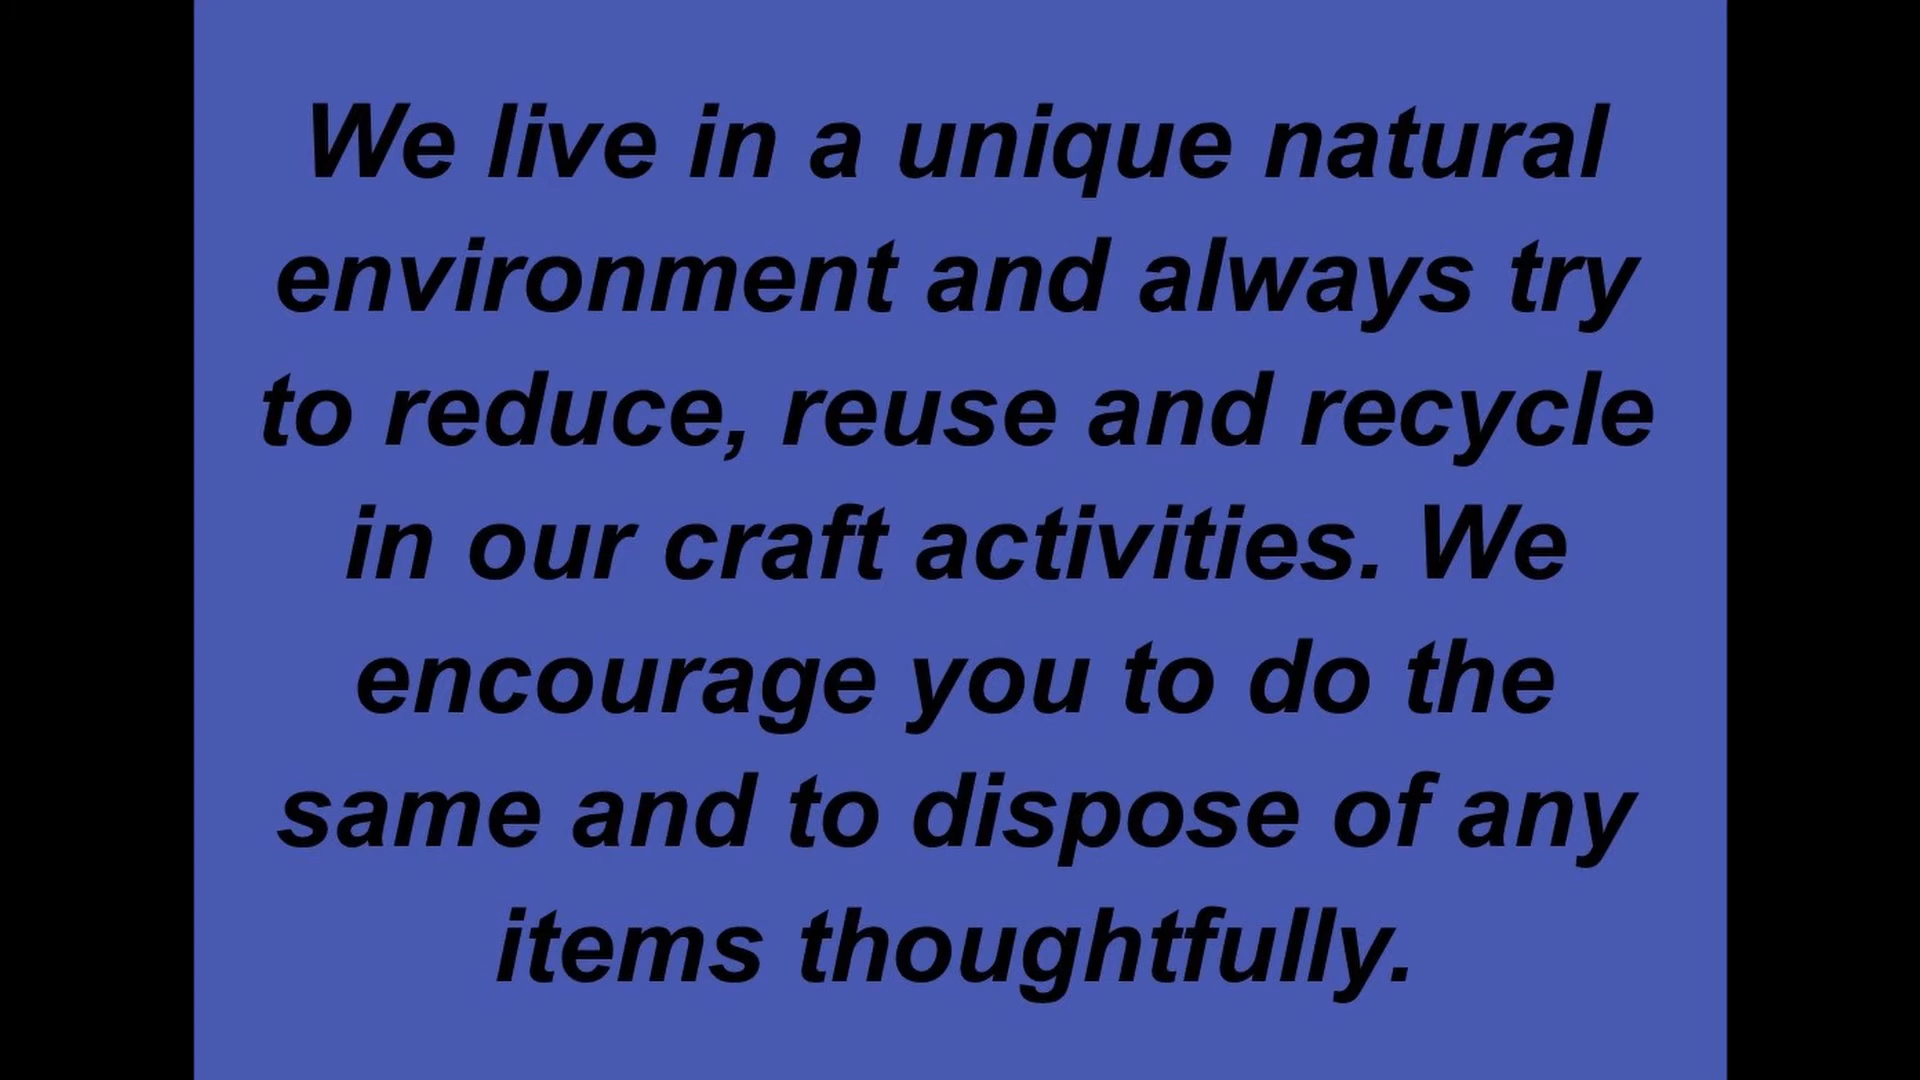 We live in a unique natural
environment and always try
to reduce, reuse and recycle
in our craft activities. We
encourage you to do the
same and to dispose of any
items thoughtfully.